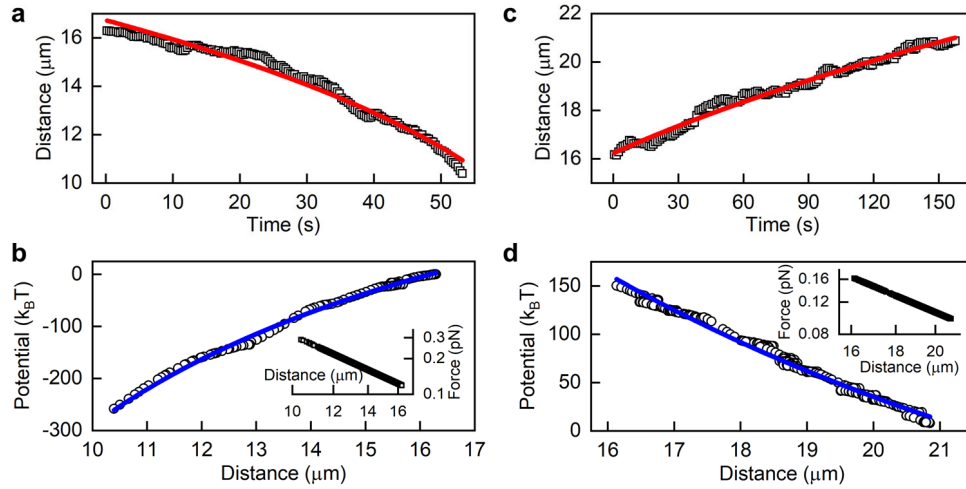 a
16
14
12
10
Distance (μm)
0 10 20 30 40 50
Time (s)
c
22
20
18
16
Distance (μm)
0 30 60 90 120 150
Time (s)
b
0
-100
-200
-300
Potential (kBT)
10 11 12 13 14 15 16 17
Distance (μm)
Distance (μm)
10 12 14 16
0.3
0.2
0.1
Force (pN)
d
150
100
50
0
Potential (kBT)
16 17 18 19 20 21
Distance (μm)
0.16
0.12
0.08
Force (pN)
16 18 20
Distance (μm)